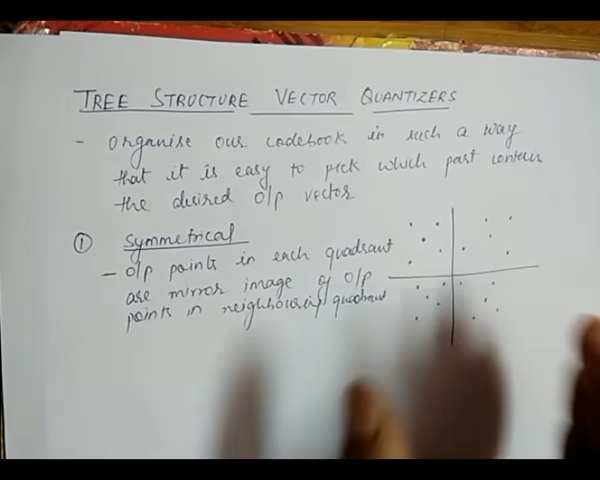 TREE STRUCTURE VECTOR QUANTIZERS
- Organise our codebook in such a way
that it is easy to pick which part contain
the desired o/p vector
① Symmetrical
- O/p points in each quadrant
are mirror image of o/p
points in neighbouring quadrant